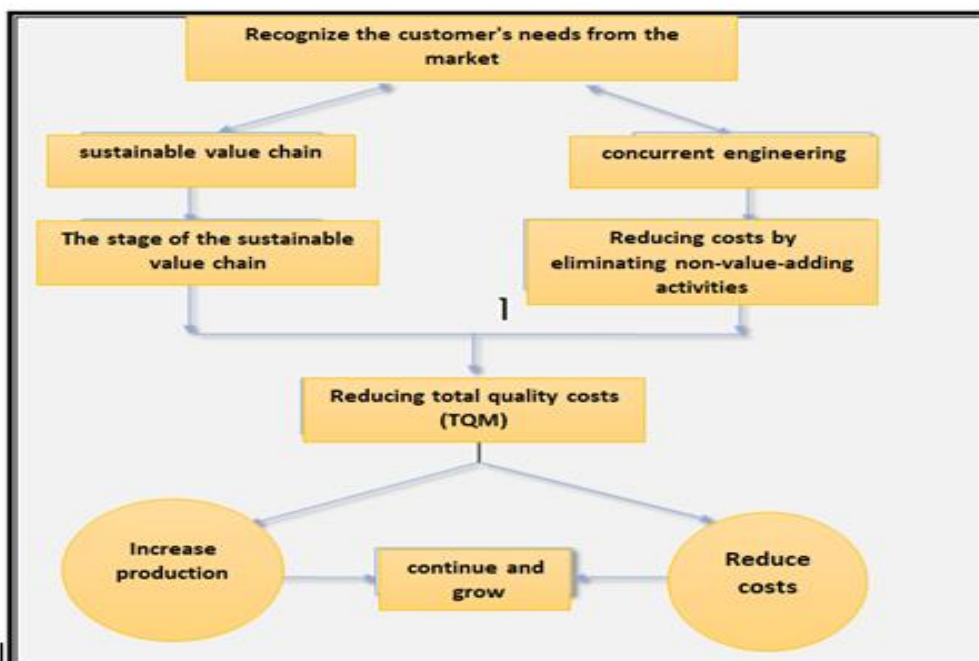 Recognize the customer's needs from the
market
sustainable value chain
concurrent engineering
The stage of the sustainable
value chain
Reducing costs by
eliminating non-value-adding
activities
1
Reducing total quality costs
(TQM)
Increase
production
continue and
grow
Reduce
costs